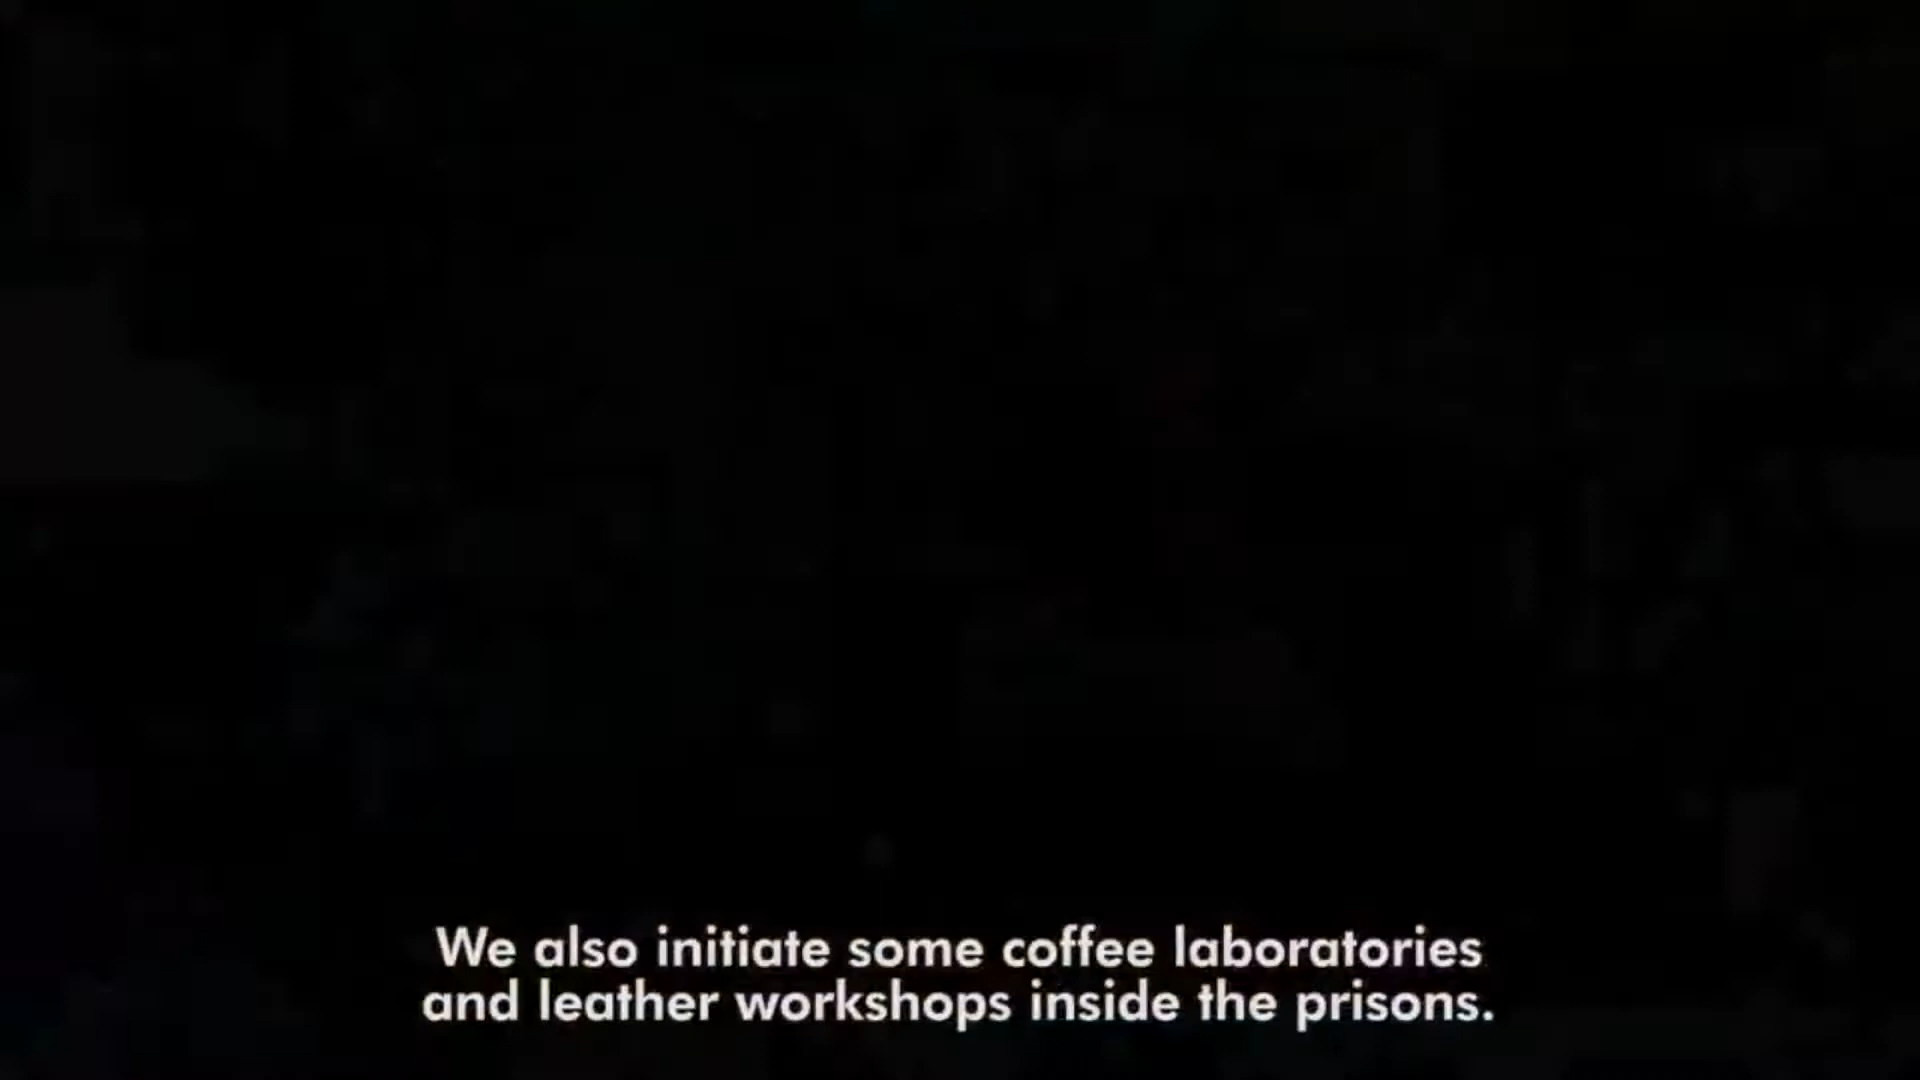 We also initiate some coffee laboratories
and leather workshops inside the prisons.